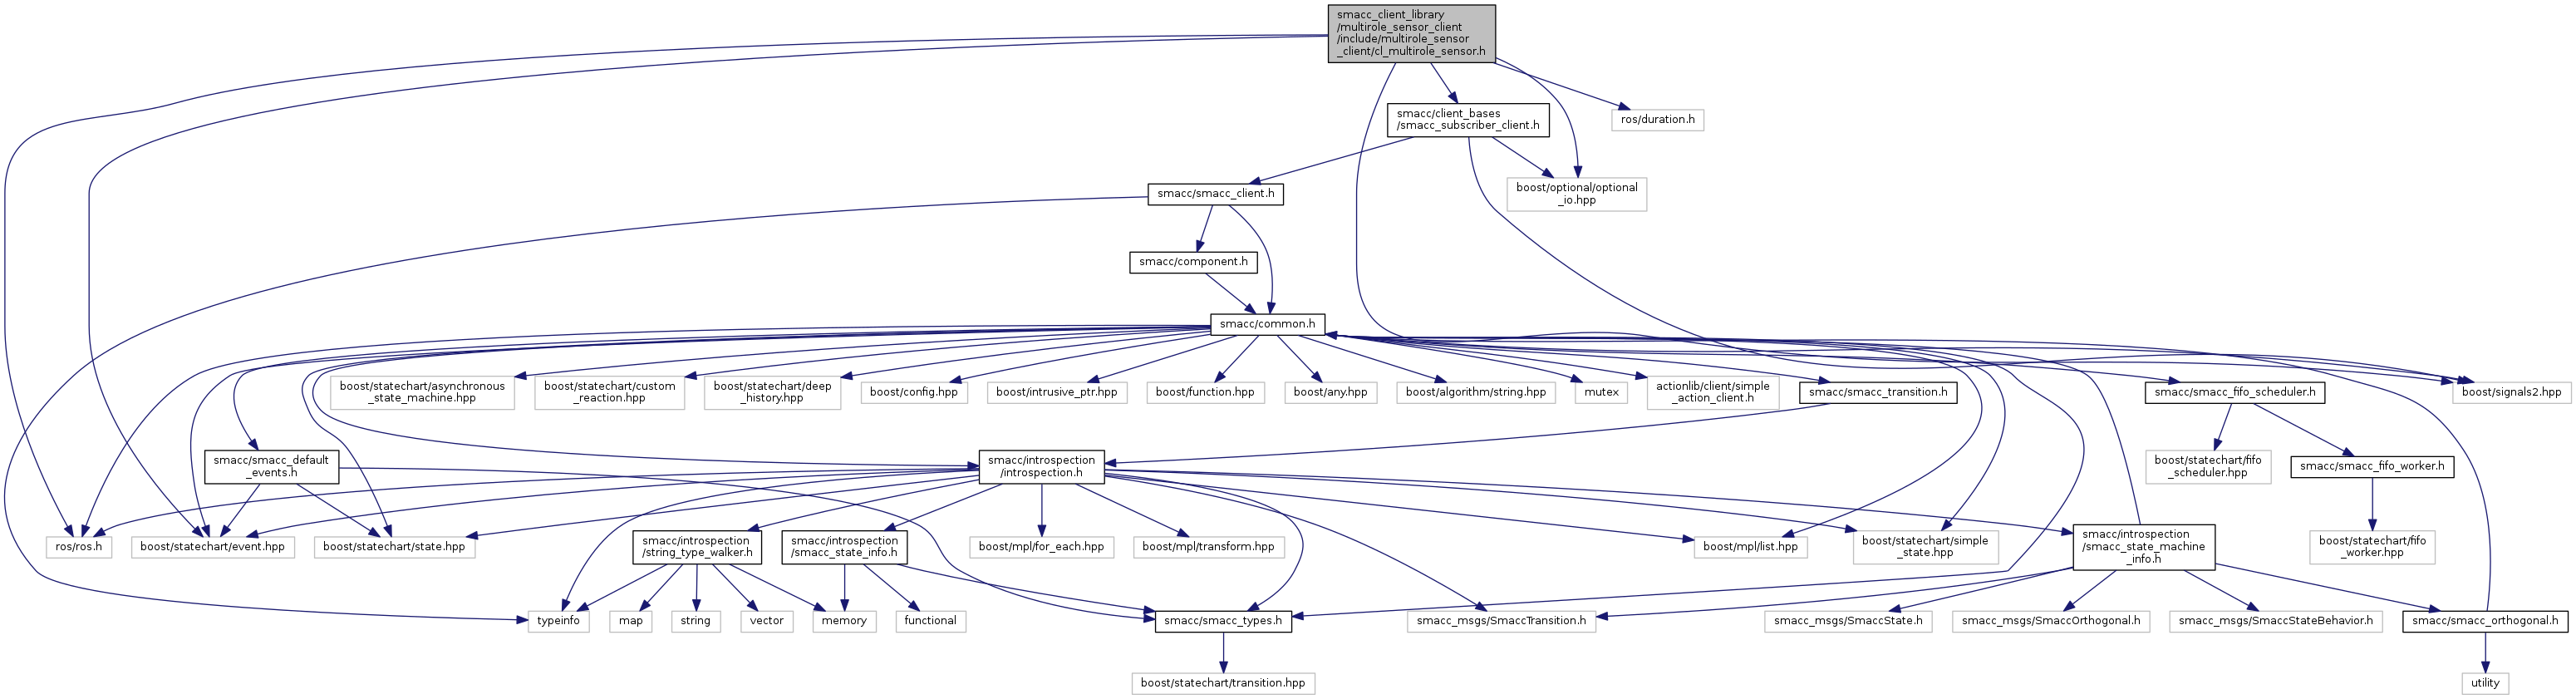 smacc_client_library
/multirole_sensor_client
/include/multirole_sensor
_client/cl_multirole_sensor.h
smacc/client_bases
/smacc_subscriber_client.h
ros/duration.h
smacc/smacc_client.h
boost/optional/optional
_io.hpp
smacc/component.h
smacc/common.h
boost/statechart/asynchronous
_state_machine.hpp
boost/statechart/custom
_reaction.hpp
boost/statechart/deep
_history.hpp
boost/config.hpp
boost/intrusive_ptr.hpp
boost/function.hpp
boost/any.hpp
boost/algorithm/string.hpp
mutex
actionlib/client/simple
_action_client.h
smacc/smacc_transition.h
smacc/smacc_fifo_scheduler.h
boost/signals2.hpp
smacc/smacc_default
_events.h
smacc/introspection
/introspection.h
boost/statechart/fifo
_scheduler.hpp
smacc/smacc_fifo_worker.h
ros/ros.h
boost/statechart/event.hpp
boost/statechart/state.hpp
smacc/introspection
/string_type_walker.h
smacc/introspection
/smacc_state_info.h
boost/mpl/for_each.hpp
boost/mpl/transform.hpp
boost/mpl/list.hpp
boost/statechart/simple
_state.hpp
smacc/introspection
/smacc_state_machine
_info.h
boost/statechart/fifo
_worker.hpp
typeinfo
map
string
vector
memory
functional
smacc/smacc_types.h
smacc_msgs/SmaccTransition.h
smacc_msgs/SmaccState.h
smacc_msgs/SmaccOrthogonal.h
smacc_msgs/SmaccStateBehavior.h
smacc/smacc_orthogonal.h
boost/statechart/transition.hpp
utility